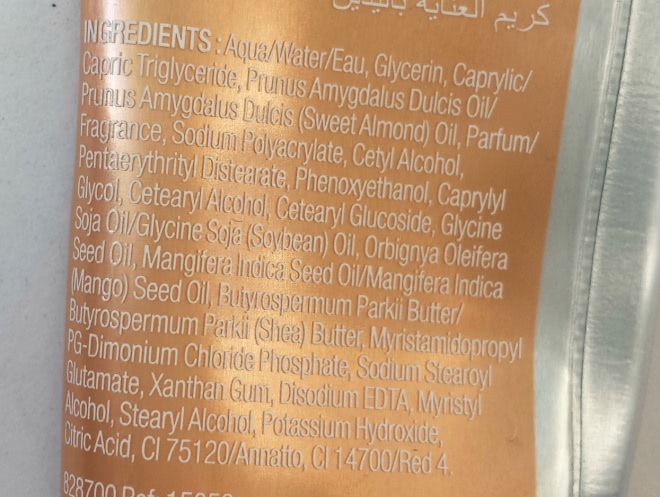 كريم العناية باليدين
INGREDIENTS : Aqua/Water/Eau, Glycerin, Caprylic/
Capric Triglyceride, Prunus Amygdalus Dulcis Oil/
Prunus Amygdalus Dulcis (Sweet Almond) Oil, Parfum/
Fragrance, Sodium Polyacrylate, Cetyl Alcohol,
Pentaerythrityl Distearate, Phenoxyethanol, Caprylyl
Glycol, Cetearyl Alcohol, Cetearyl Glucoside, Glycine
Soja Oil/Glycine Soja (Soybean) Oil, Orbignya Oleifera
Seed Oil, Mangifera Indica Seed Oil/Mangifera Indica
(Mango) Seed Oil, Butyrospermum Parkii Butter/
Butyrospermum Parkii (Shea) Butter, Myristamidopropyl
PG-Dimonium Chloride Phosphate, Sodium Stearoyl
Glutamate, Xanthan Gum, Disodium EDTA, Myristyl
Alcohol, Stearyl Alcohol, Potassium Hydroxide,
Citric Acid, CI 75120/Annatto, CI 14700/Red 4.
828700 Ref.